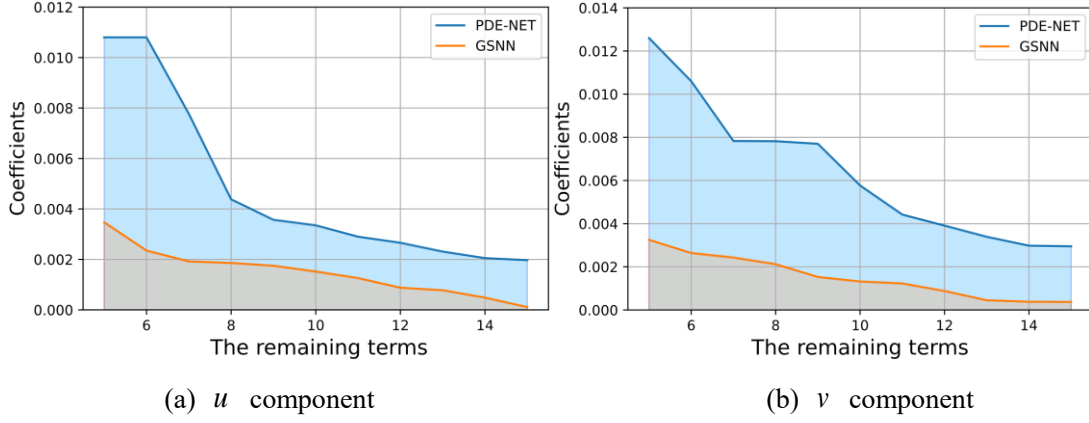 0.012
0.010
0.008
0.006
0.004
0.002
0.000
Coefficients
6 8 10 12 14
The remaining terms
PDE-NET
GSNN
(a) u component
0.014
0.012
0.010
0.008
0.006
0.004
0.002
0.000
Coefficients
6 8 10 12 14
The remaining terms
PDE-NET
GSNN
(b) v component